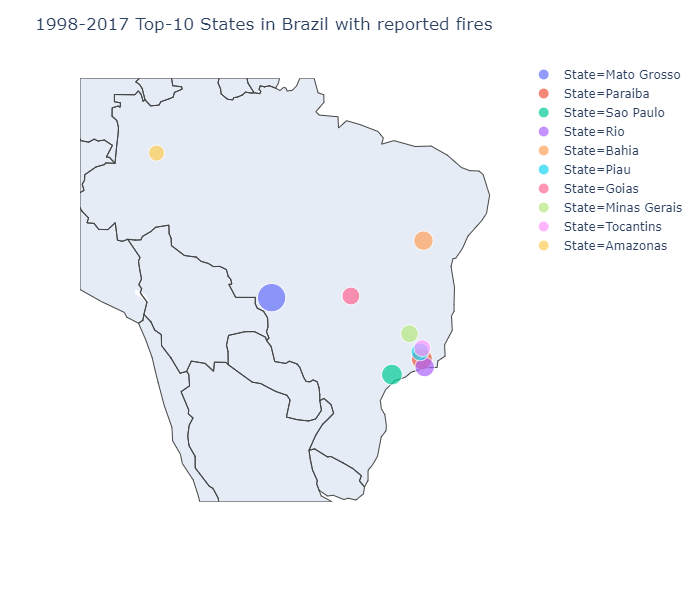 1998-2017 Top-10 States in Brazil with reported fires
State=Mato Grosso
State=Paraiba
State=Sao Paulo
State=Rio
State=Bahia
State=Piau
State=Goias
State=Minas Gerais
State=Tocantins
State=Amazonas